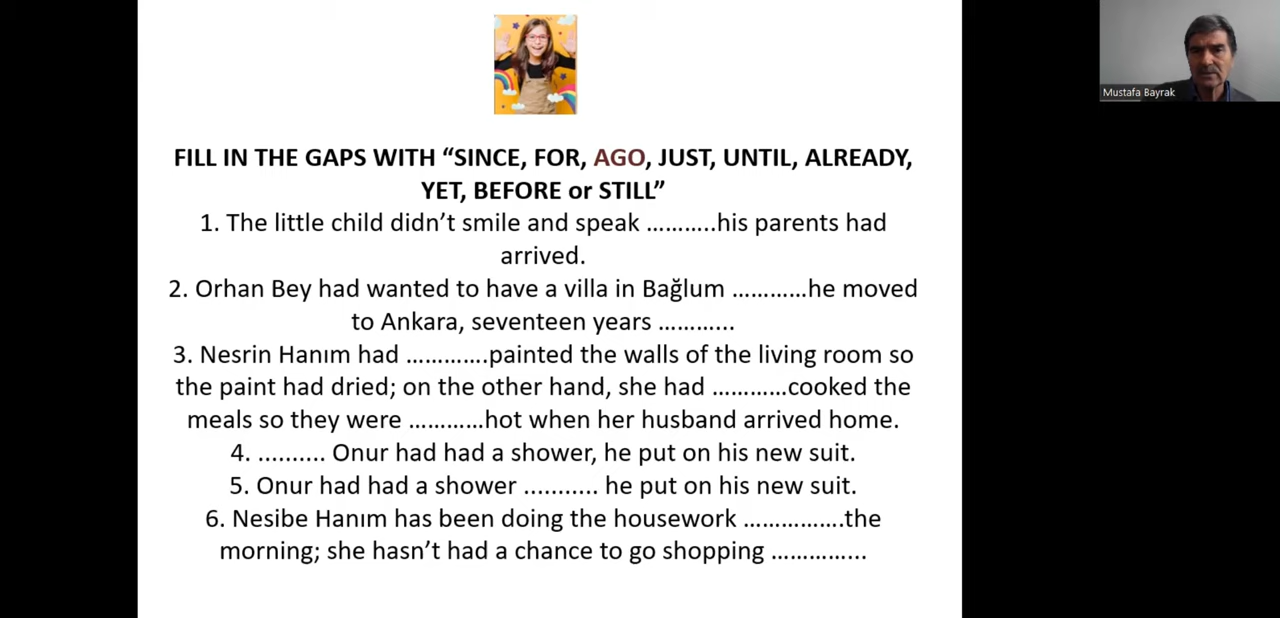 Mustafa Bayrak
FILL IN THE GAPS WITH “SINCE, FOR, AGO, JUST, UNTIL, ALREADY,
YET, BEFORE or STILL”
1. The little child didn’t smile and speak ………..his parents had
arrived.
2. Orhan Bey had wanted to have a villa in Bağlum …………he moved
to Ankara, seventeen years ………...
3. Nesrin Hanım had ………….painted the walls of the living room so
the paint had dried; on the other hand, she had …………cooked the
meals so they were …………hot when her husband arrived home.
4. .......... Onur had had a shower, he put on his new suit.
5. Onur had had a shower ........... he put on his new suit.
6. Nesibe Hanım has been doing the housework …………….the
morning; she hasn’t had a chance to go shopping …………...